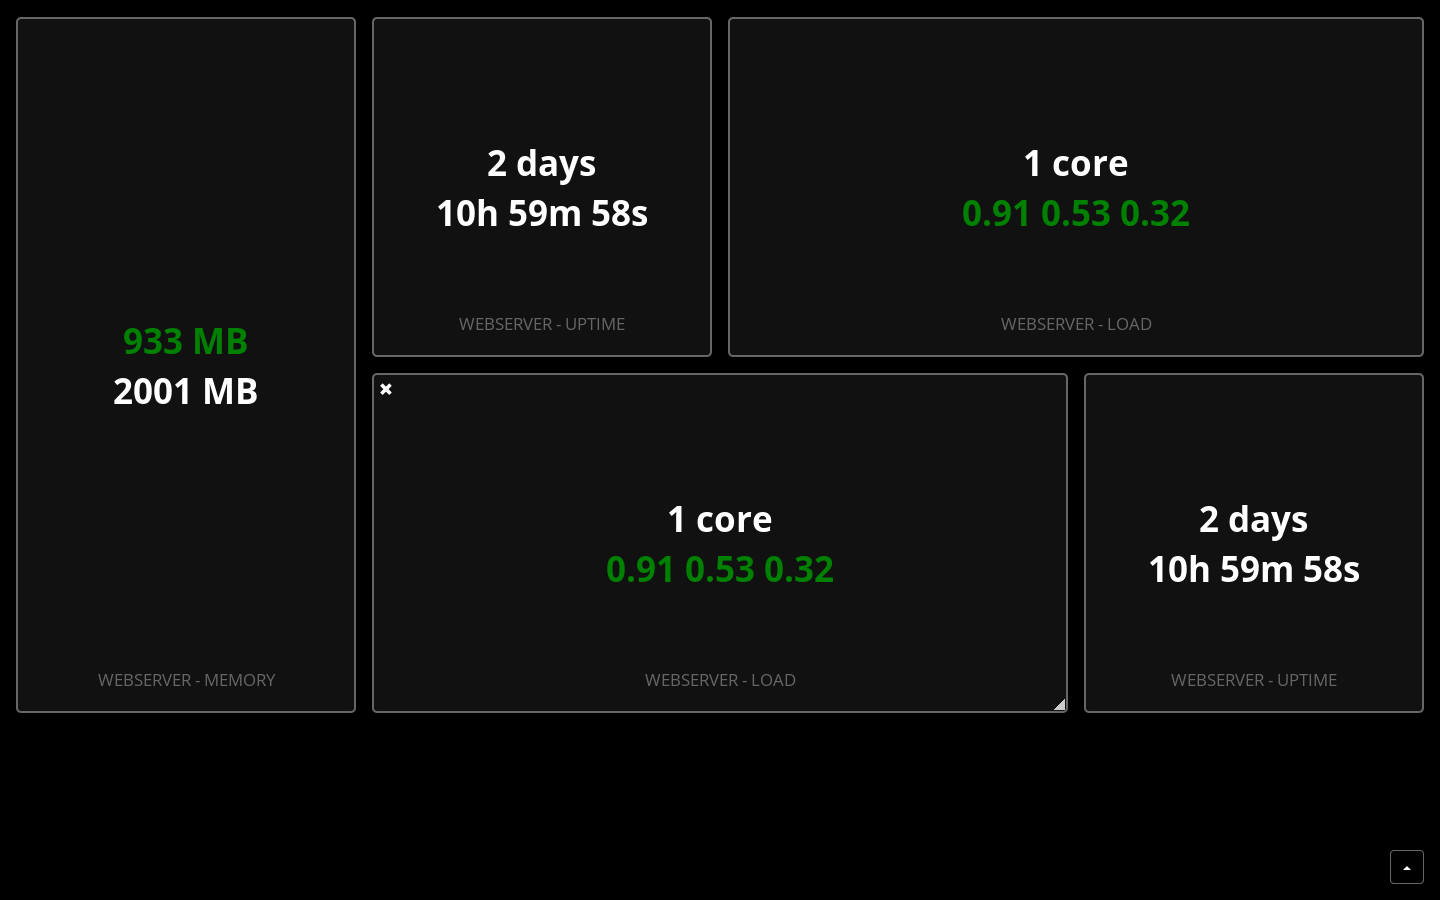 933 MB
2001 MB
WEBSERVER - MEMORY
2 days
10h 59m 58s
WEBSERVER - UPTIME
1 core
0.91 0.53 0.32
WEBSERVER - LOAD
1 core
0.91 0.53 0.32
WEBSERVER - LOAD
2 days
10h 59m 58s
WEBSERVER - UPTIME